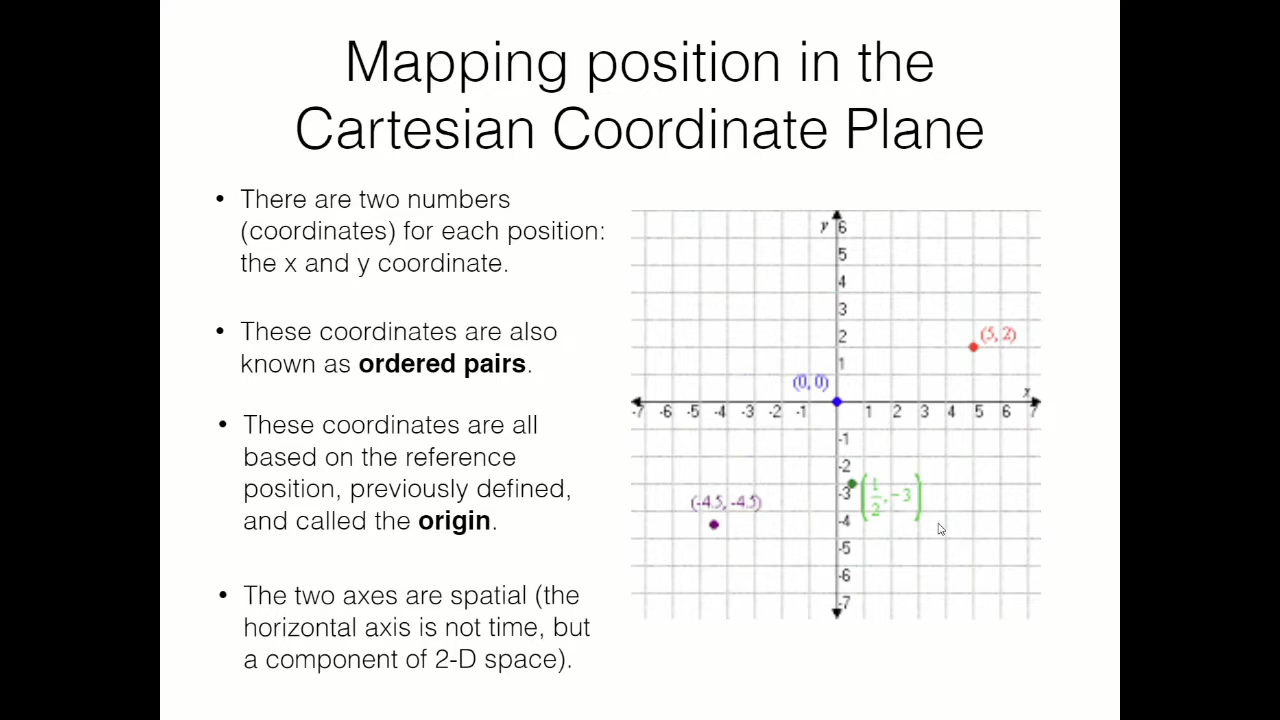 Mapping position in the
Cartesian Coordinate Plane
• There are two numbers
(coordinates) for each position:
the x and y coordinate.
• These coordinates are also
known as ordered pairs.
• These coordinates are all
based on the reference
position, previously defined,
and called the origin.
• The two axes are spatial (the
horizontal axis is not time, but
a component of 2-D space).
y 6
5
4
3
2 (5, 2)
1
(0, 0)
x
-7 -6 -5 -4 -3 -2 -1 1 2 3 4 5 6 7
-1
-2
-3 (1/2, -3)
(-4.5, -4.5)
-4
-5
-6
-7